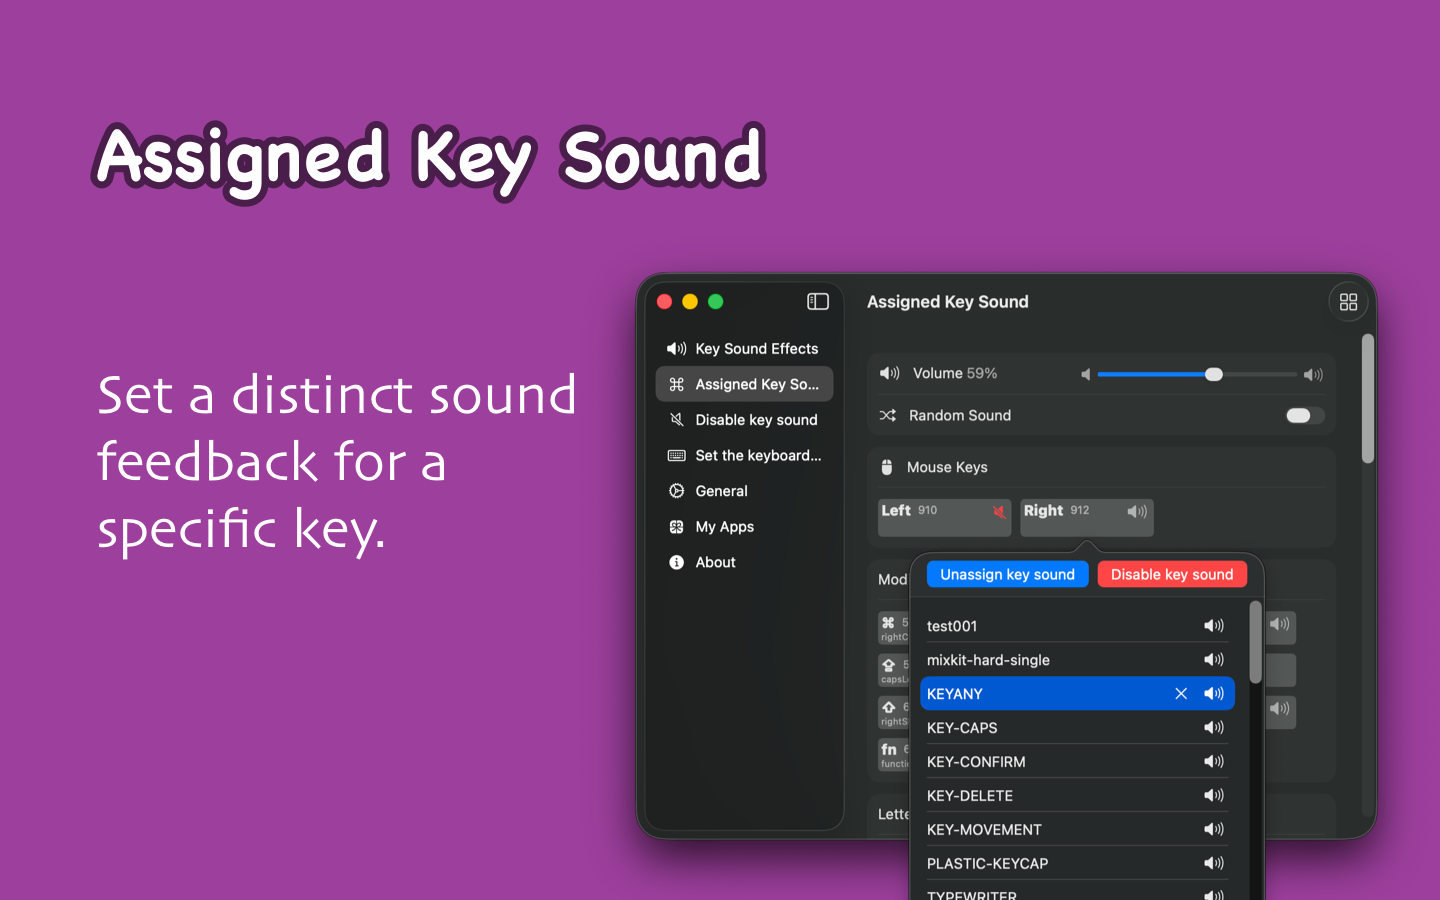 Assigned Key Sound
Set a distinct sound
feedback for a
specific key.
Key Sound Effects
Assigned Key So...
Disable key sound
Set the keyboard...
General
My Apps
About
Assigned Key Sound
Volume 59%
Random Sound
Mouse Keys
Left 910
Right 912
Unassign key sound
Disable key sound
Mod
⌘ 5
rightC
5
capsL
6
rightS
fn 6
functi
Lette
test001
mixkit-hard-single
KEYANY
KEY-CAPS
KEY-CONFIRM
KEY-DELETE
KEY-MOVEMENT
PLASTIC-KEYCAP
TYPEWRITER